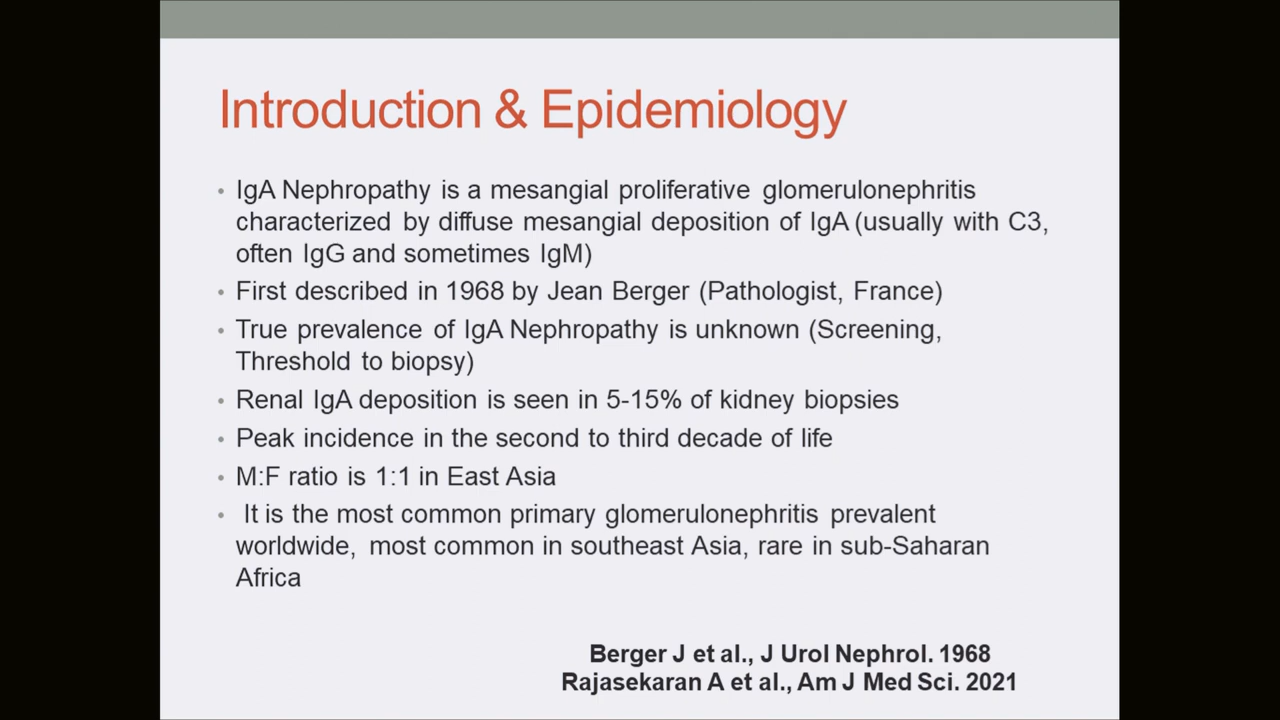 Introduction & Epidemiology
• IgA Nephropathy is a mesangial proliferative glomerulonephritis
characterized by diffuse mesangial deposition of IgA (usually with C3,
often IgG and sometimes IgM)
• First described in 1968 by Jean Berger (Pathologist, France)
• True prevalence of IgA Nephropathy is unknown (Screening,
Threshold to biopsy)
• Renal IgA deposition is seen in 5-15% of kidney biopsies
• Peak incidence in the second to third decade of life
• M:F ratio is 1:1 in East Asia
• It is the most common primary glomerulonephritis prevalent
worldwide, most common in southeast Asia, rare in sub-Saharan
Africa
Berger J et al., J Urol Nephrol. 1968
Rajasekaran A et al., Am J Med Sci. 2021